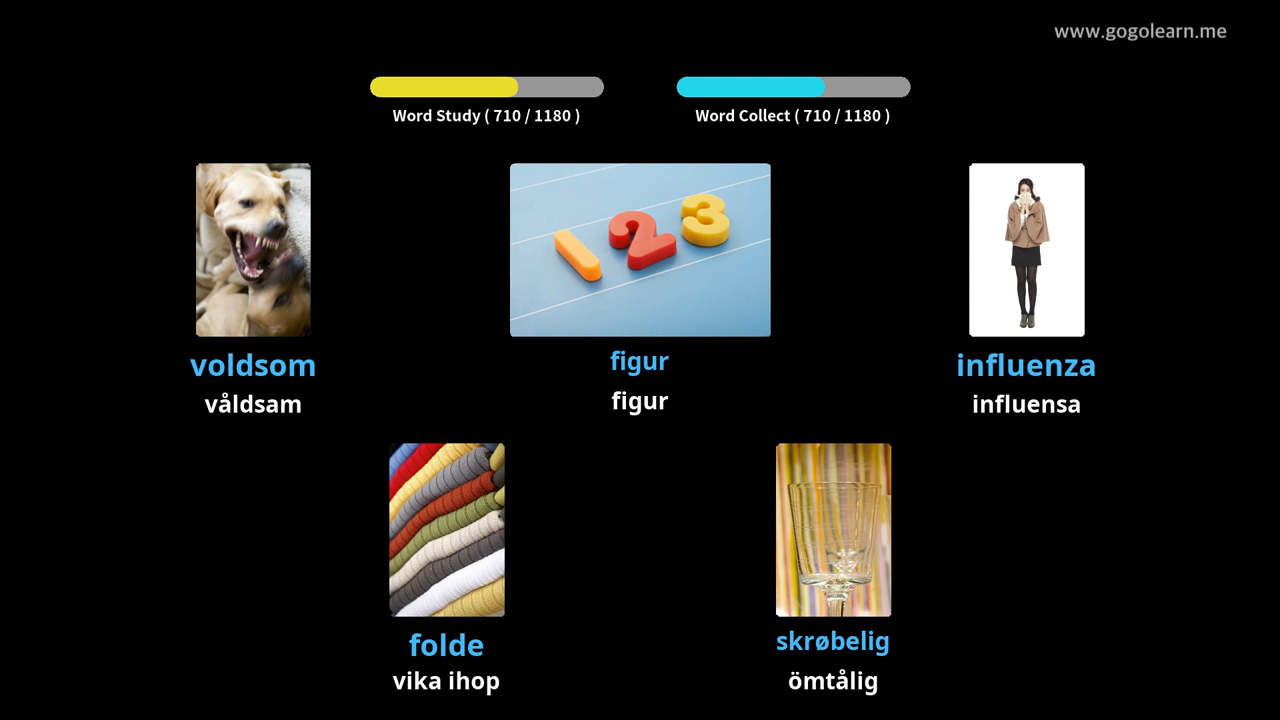 www.gogolearn.me
Word Study ( 710 / 1180 )
Word Collect ( 710 / 1180 )
voldsom
våldsam
figur
figur
influenza
influensa
folde
vika ihop
skrøbelig
ömtålig